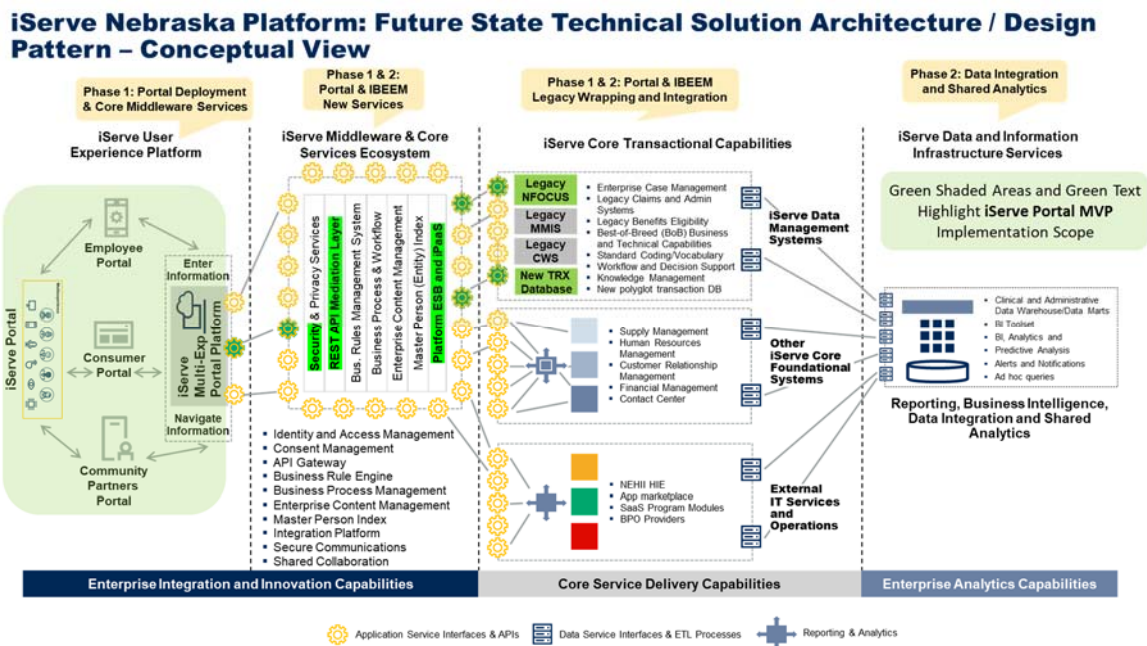 iServe Nebraska Platform: Future State Technical Solution Architecture / Design
Pattern – Conceptual View
Phase 1: Portal Deployment
& Core Middleware Services
Phase 1 & 2:
Portal & IBEEM
New Services
Phase 1 & 2: Portal & IBEEM
Legacy Wrapping and Integration
Phase 2: Data Integration
and Shared Analytics
iServe User
Experience Platform
iServe Middleware & Core
Services Ecosystem
iServe Core Transactional Capabilities
iServe Data and Information
Infrastructure Services
iServe Portal
Employee
Portal
Consumer
Portal
Community
Partners
Portal
Enter
Information
iServe
Multi-Exp
Portal Platform
Navigate
Information
Security & Privacy Services
REST API Mediation Layer
Bus. Rules Management System
Business Process & Workflow
Enterprise Content Management
Master Person (Entity) Index
Platform ESB and iPaaS
▪ Identity and Access Management
▪ Consent Management
▪ API Gateway
▪ Business Rule Engine
▪ Business Process Management
▪ Enterprise Content Management
▪ Master Person Index
▪ Integration Platform
▪ Secure Communications
▪ Shared Collaboration
Legacy
NFOCUS
Legacy
MMIS
Legacy
CWS
New TRX
Database
▪ Enterprise Case Management
▪ Legacy Claims and Admin
Systems
▪ Legacy Benefits Eligibility
▪ Best-of-Breed (BoB) Business
and Technical Capabilities
▪ Standard Coding/Vocabulary
▪ Workflow and Decision Support
▪ Knowledge Management
▪ New polyglot transaction DB
iServe Data
Management
Systems
▪ Supply Management
▪ Human Resources
Management
▪ Customer Relationship
Management
▪ Financial Management
▪ Contact Center
Other
iServe Core
Foundational
Systems
▪ NEHII HIE
▪ App marketplace
▪ SaaS Program Modules
▪ BPO Providers
External
IT Services
and
Operations
Green Shaded Areas and Green Text
Highlight iServe Portal MVP
Implementation Scope
▪ Clinical and Administrative
Data Warehouse/Data Marts
▪ BI Toolset
▪ BI, Analytics and
Predictive Analysis
▪ Alerts and Notifications
▪ Ad hoc queries
Reporting, Business Intelligence,
Data Integration and Shared
Analytics
Enterprise Integration and Innovation Capabilities
Core Service Delivery Capabilities
Enterprise Analytics Capabilities
Application Service Interfaces & APIs
Data Service Interfaces & ETL Processes
Reporting & Analytics